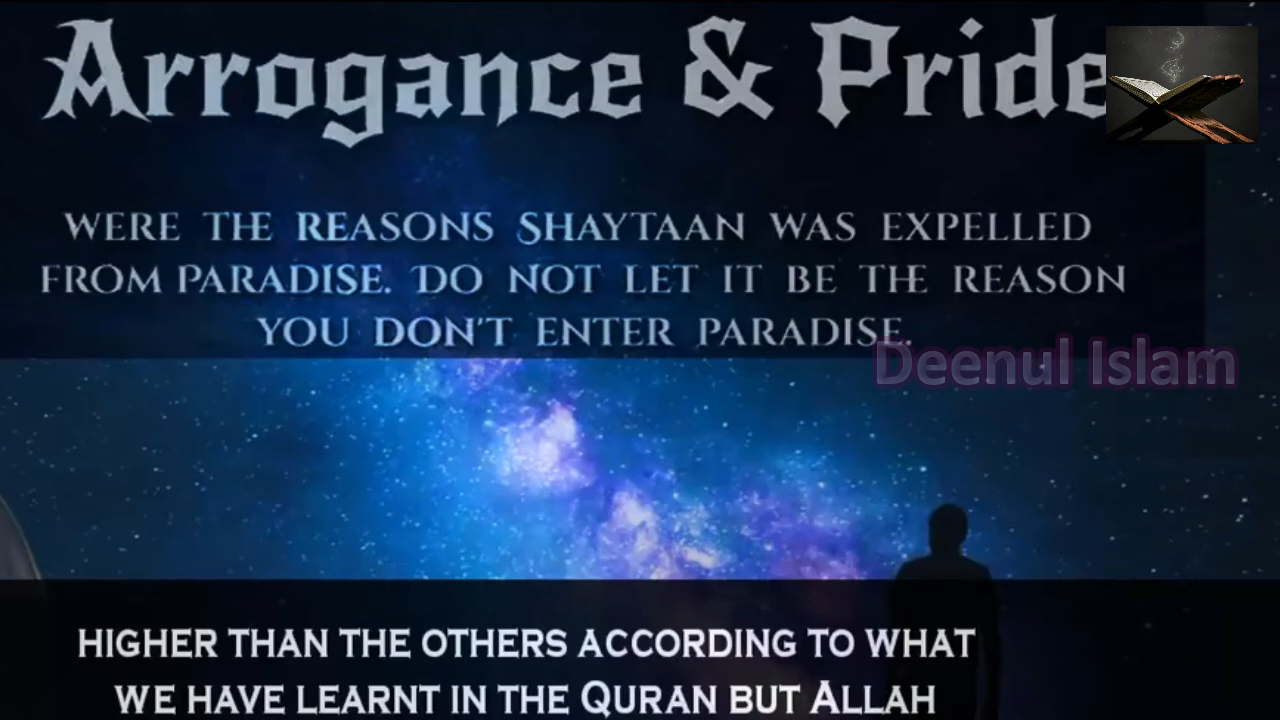 Arrogance & Pride
WERE THE REASONS SHAYTAAN WAS EXPELLED
FROM PARADISE. DO NOT LET IT BE THE REASON
YOU DON'T ENTER PARADISE.
Deenul Islam
HIGHER THAN THE OTHERS ACCORDING TO WHAT
WE HAVE LEARNT IN THE QURAN BUT ALLAH